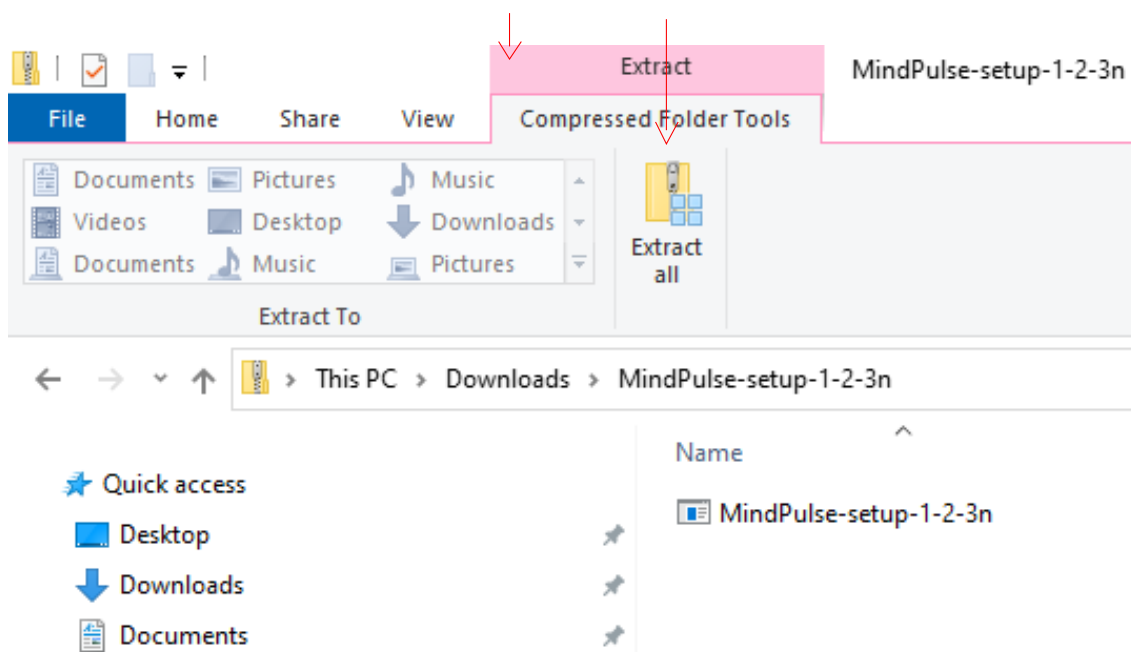 Extract MindPulse-setup-1-2-3n
File Home Share View Compressed Folder Tools
Documents Pictures Music
Videos Desktop Downloads
Documents Music Pictures
Extract all
Extract To
This PC > Downloads > MindPulse-setup-1-2-3n
Name
Quick access
MindPulse-setup-1-2-3n
Desktop
Downloads
Documents